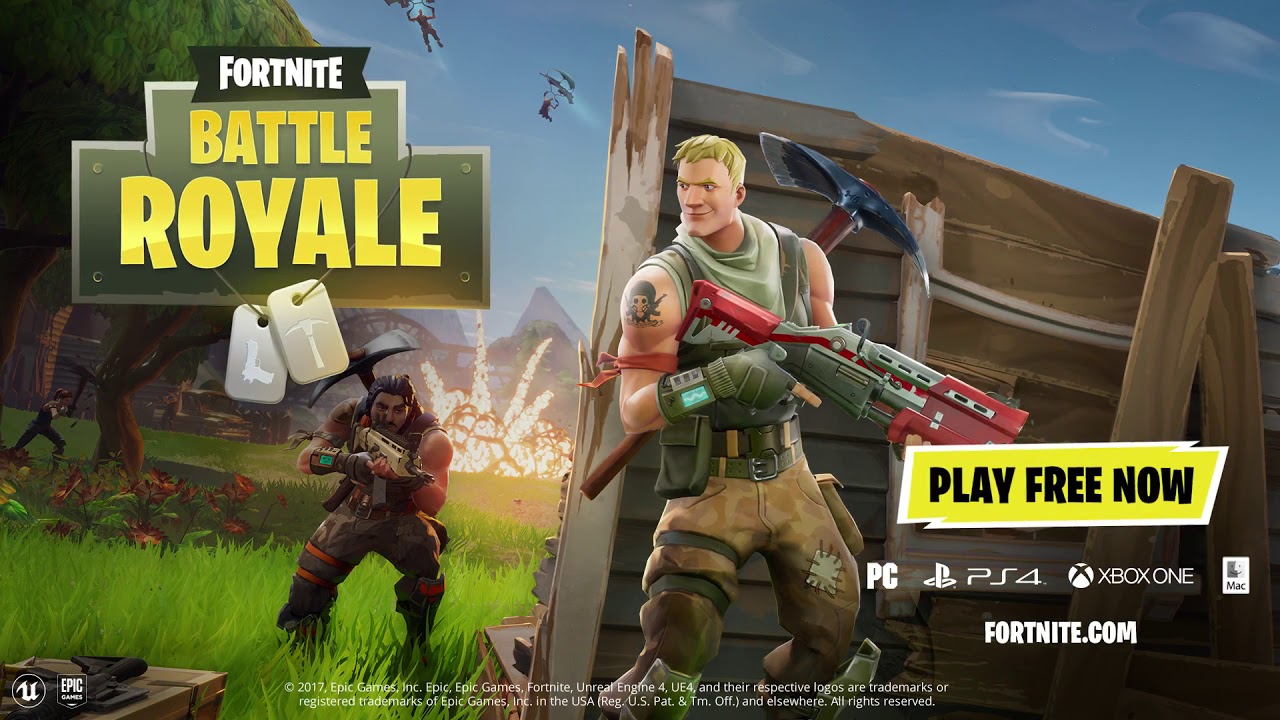 FORTNITE
BATTLE
ROYALE
PLAY FREE NOW
PC PS4 XBOX ONE Mac
FORTNITE.COM
EPIC
GAMES
© 2017, Epic Games, Inc. Epic, Epic Games, Fortnite, Unreal Engine 4, UE4, and their respective logos are trademarks or
registered trademarks of Epic Games, Inc. in the USA (Reg. U.S. Pat. & Tm. Off.) and elsewhere. All rights reserved.